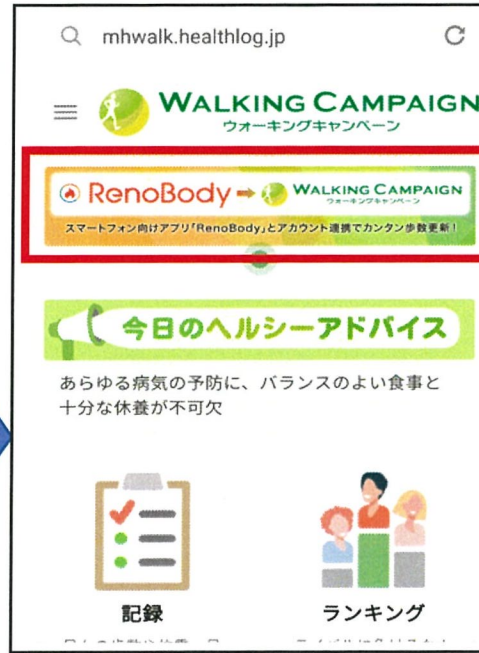 mhwalk.healthlog.jp
WALKING CAMPAIGN
ウォーキングキャンペーン
RenoBody
WALKING CAMPAIGN
ウォーキングキャンペーン
スマートフォン向けアプリ「RenoBody」とアカウント連携でカンタン歩数更新！
今日のヘルシーアドバイス
あらゆる病気の予防に、バランスのよい食事と
十分な休養が不可欠
記録
ランキング